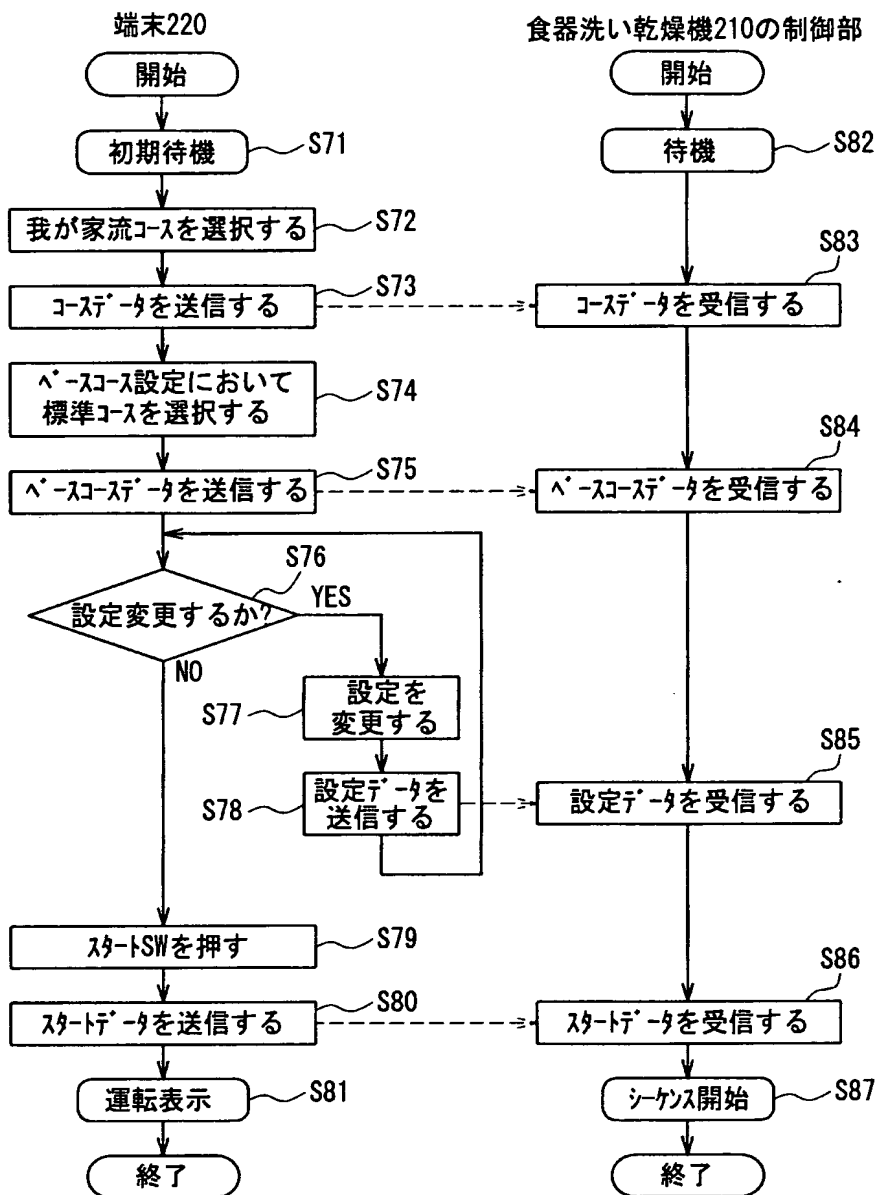 端末220
食器洗い乾燥機210の制御部
開始
開始
初期待機
S71
待機
S82
我が家流コースを選択する
S72
コースデータを送信する
S73
コースデータを受信する
S83
ベースコース設定において
標準コースを選択する
S74
ベースコースデータを送信する
S75
ベースコースデータを受信する
S84
設定変更するか?
S76
YES
NO
設定を
変更する
S77
設定データを
送信する
S78
設定データを受信する
S85
スタートSWを押す
S79
スタートデータを送信する
S80
スタートデータを受信する
S86
運転表示
S81
シーケンス開始
S87
終了
終了